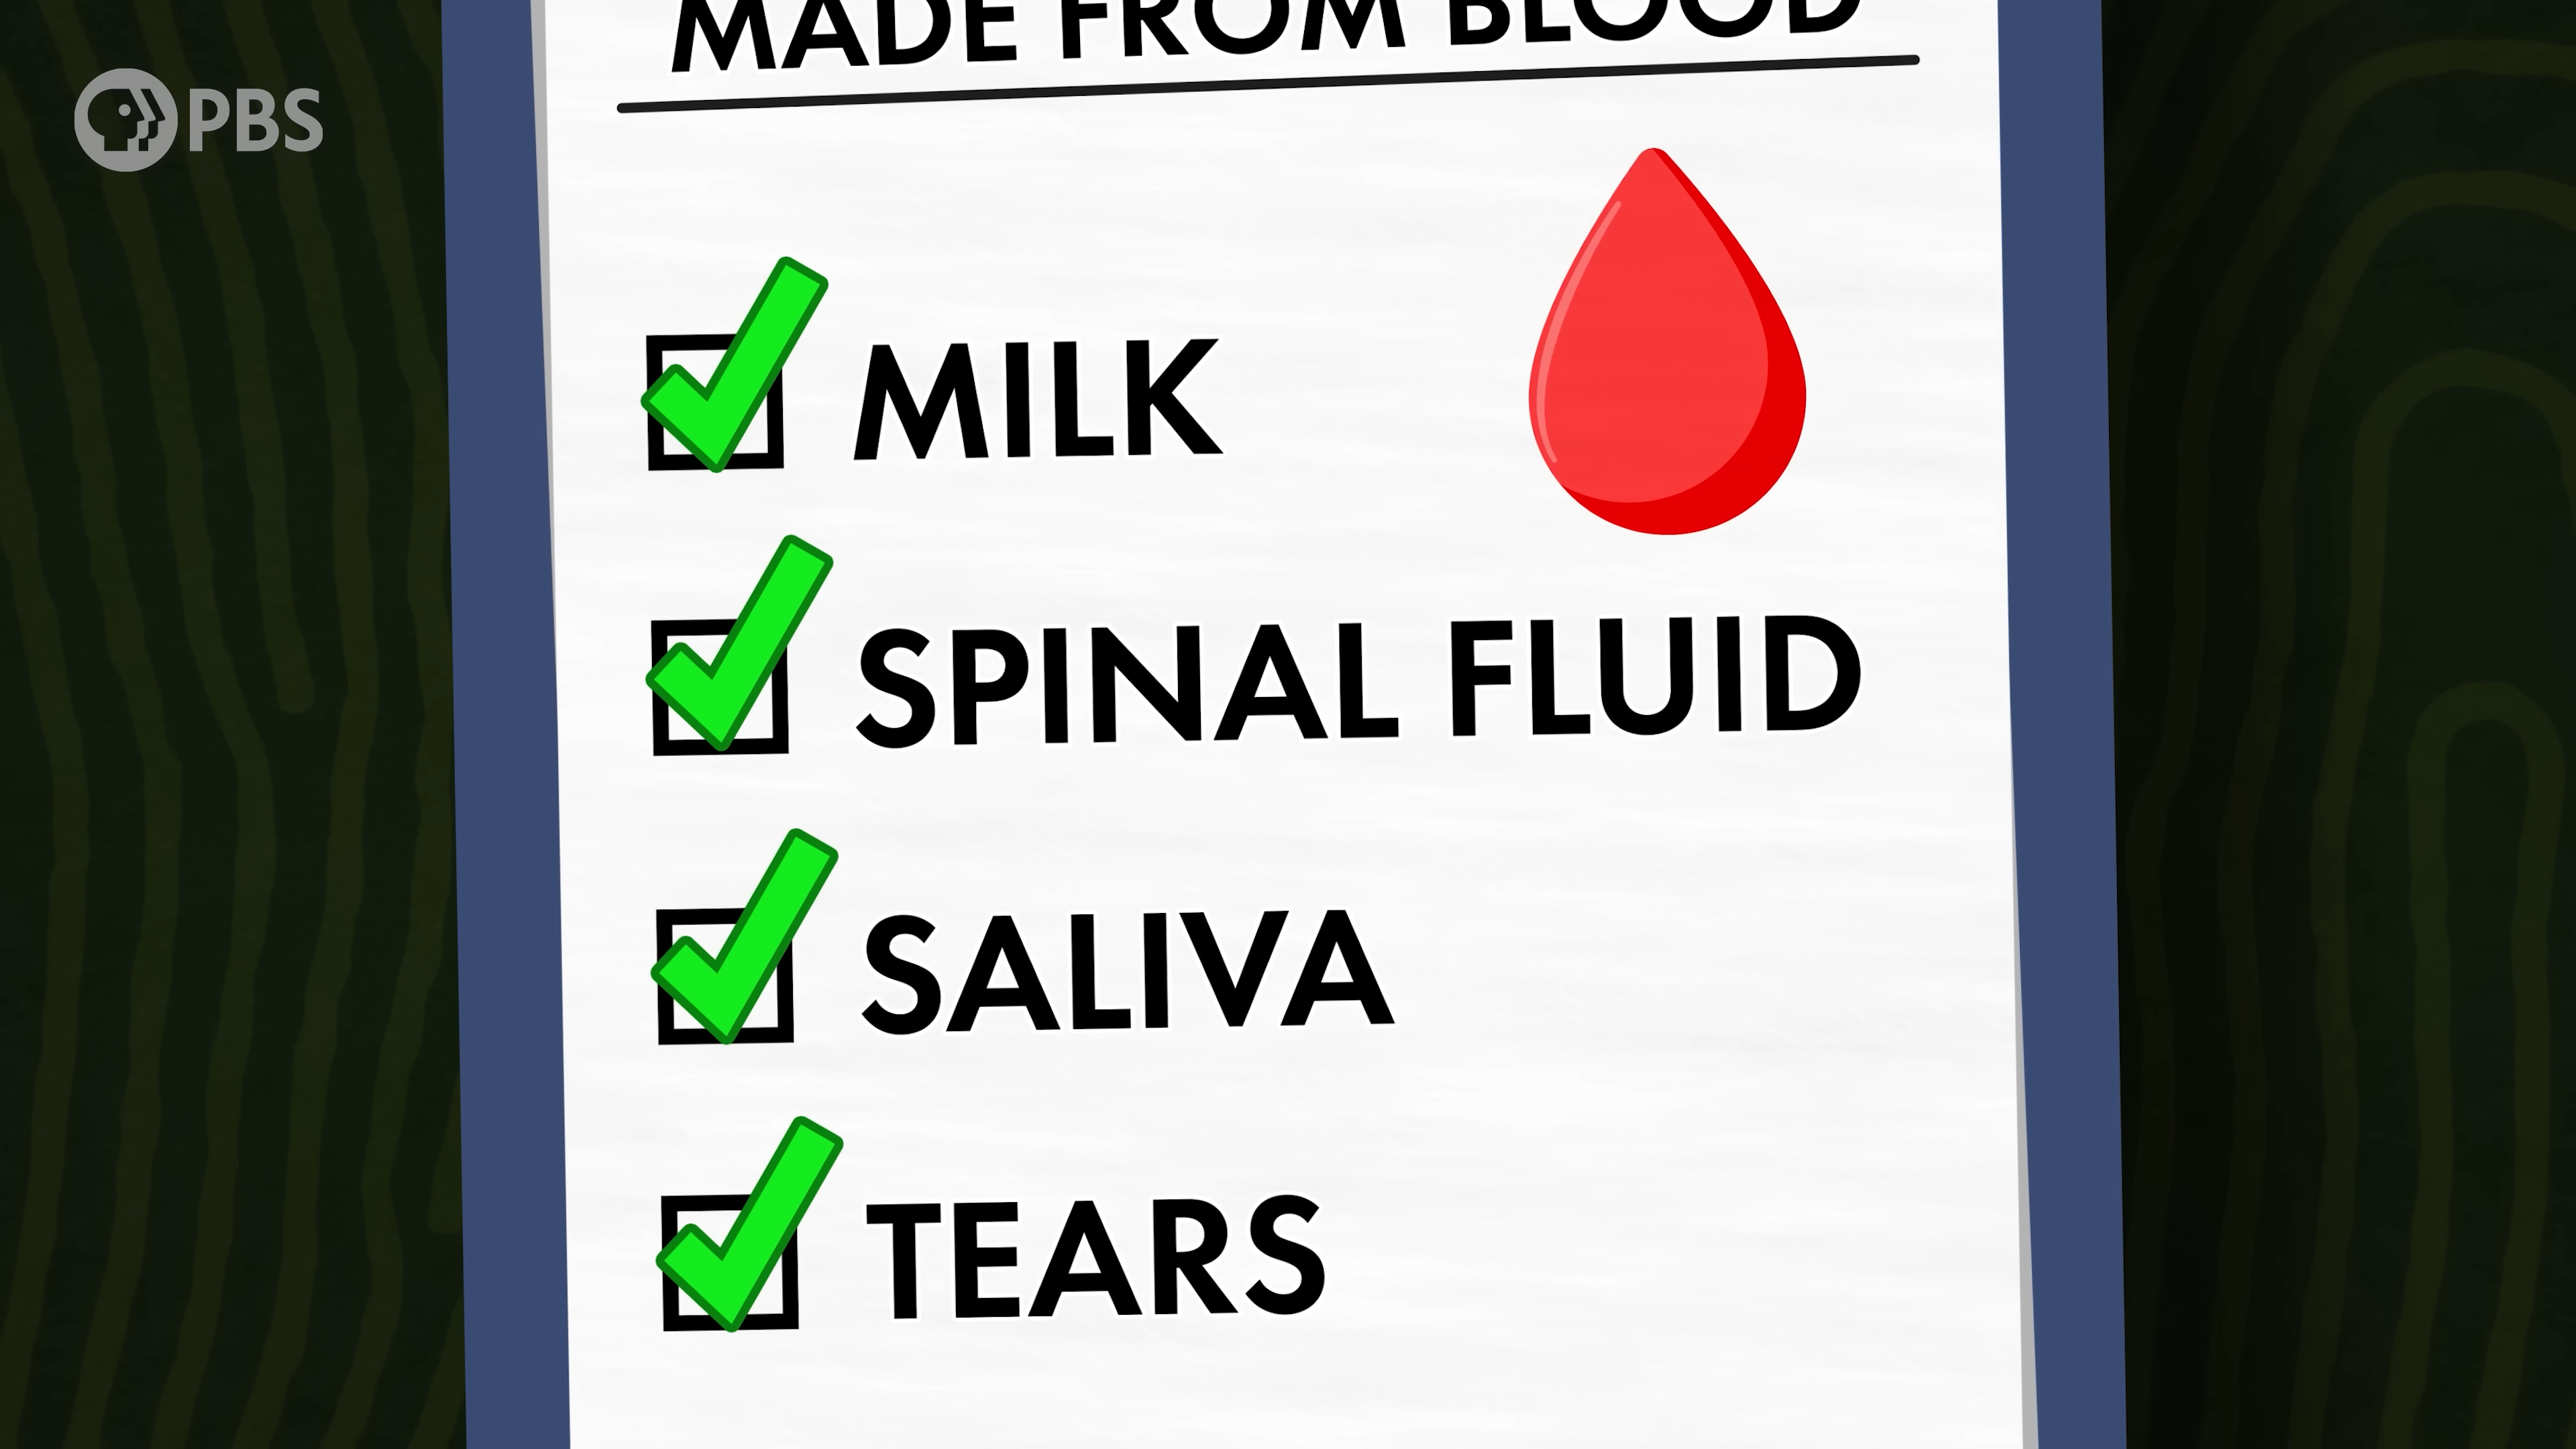 PBS
MADE FROM BLOOD
MILK
SPINAL FLUID
SALIVA
TEARS